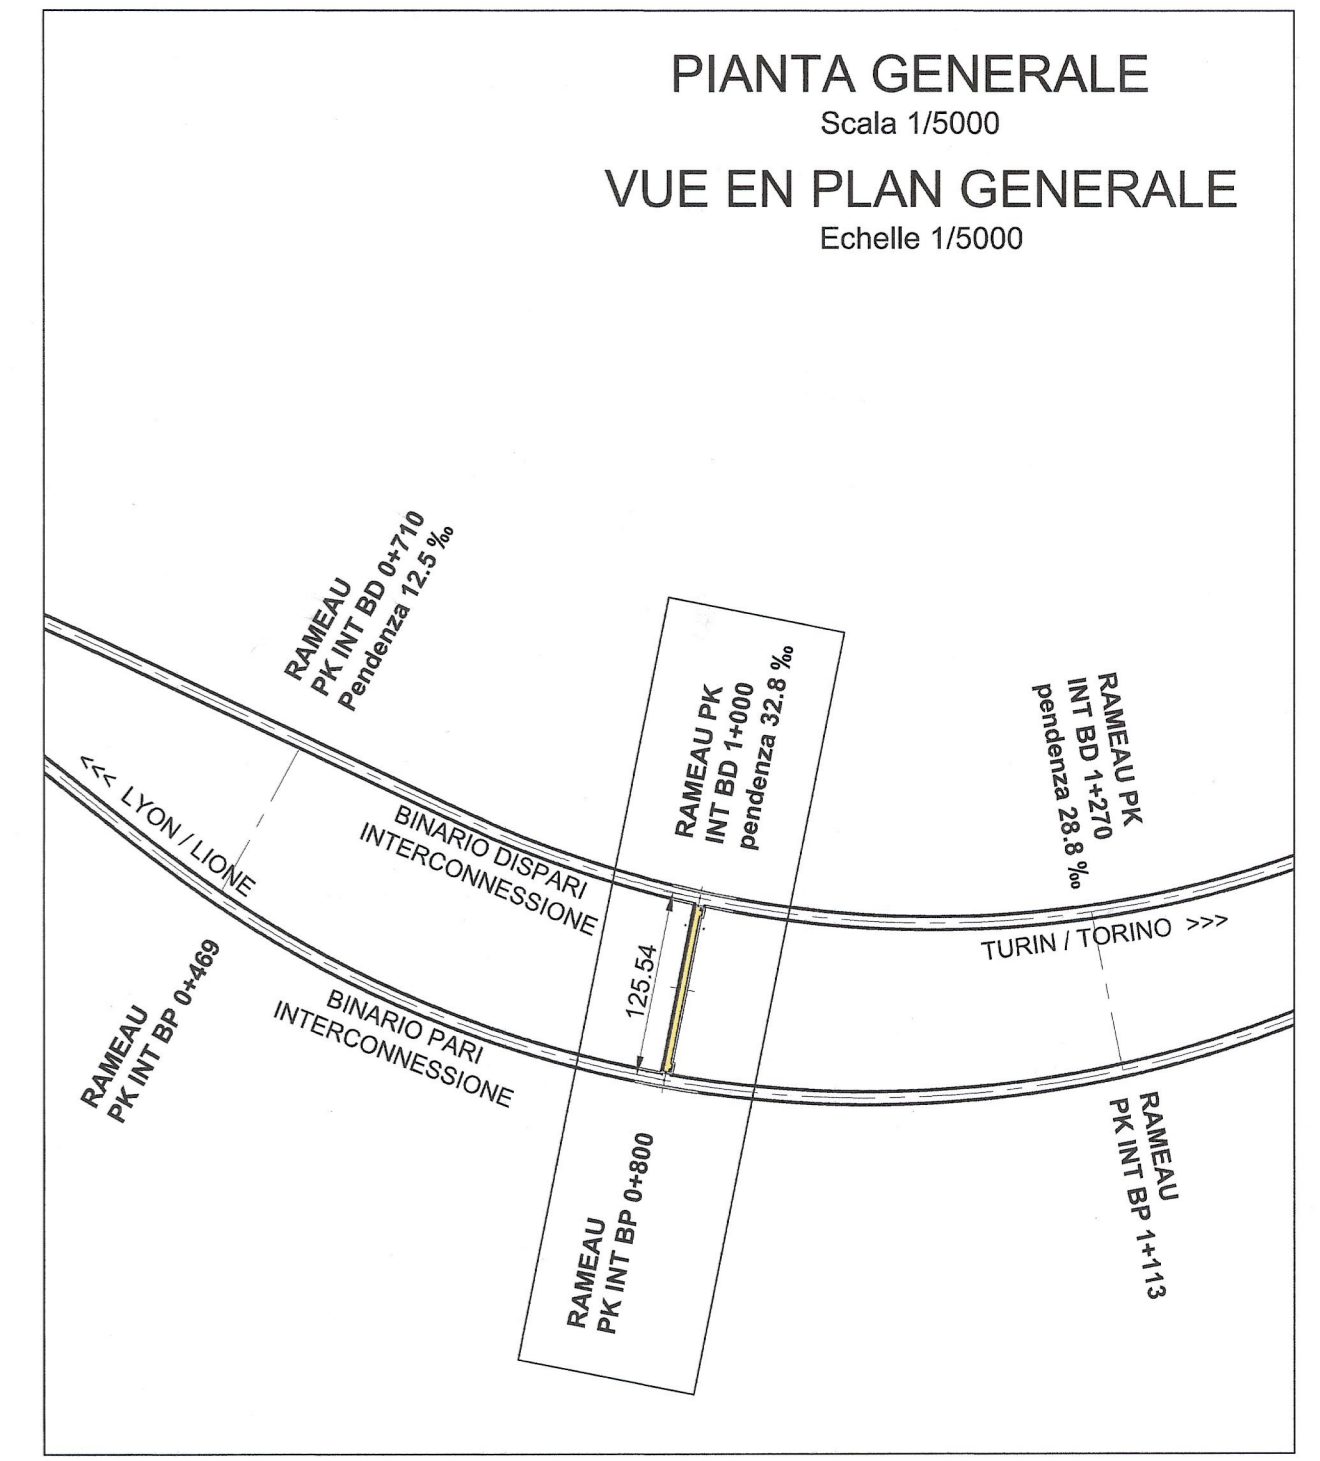 PIANTA GENERALE
Scala 1/5000
VUE EN PLAN GENERALE
Echelle 1/5000
RAMEAU
PK INT BD 0+710
Pendenza 12.5 ‰
RAMEAU PK
INT BD 1+000
pendenza 32.8 ‰
RAMEAU PK
INT BD 1+270
pendenza 28.8 ‰
<<< LYON / LIONE
BINARIO DISPARI
INTERCONNESSIONE
TURIN / TORINO >>>
125.54
RAMEAU
PK INT BP 0+469
BINARIO PARI
INTERCONNESSIONE
RAMEAU
PK INT BP 0+800
RAMEAU
PK INT BP 1+113